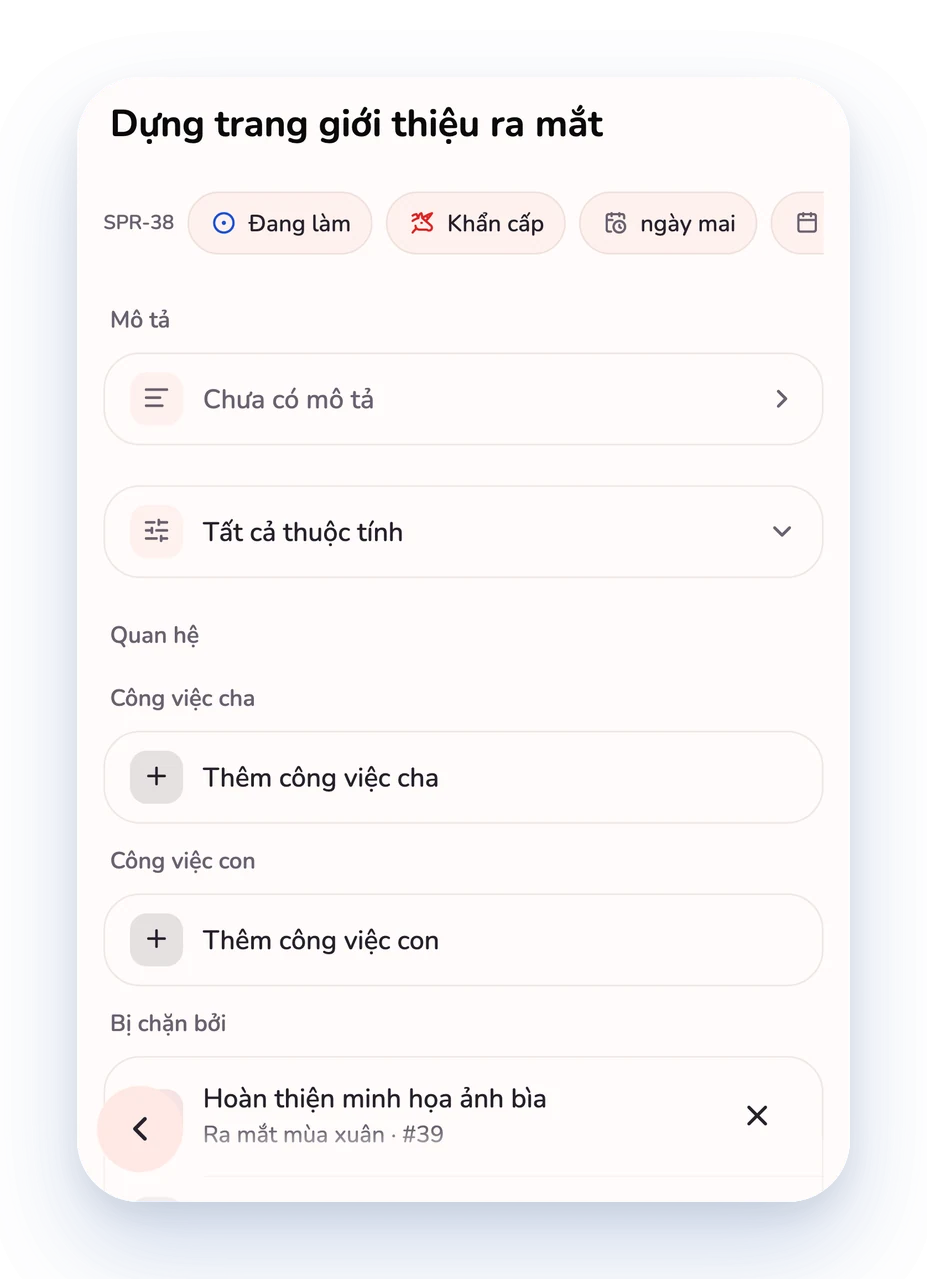 Dựng trang giới thiệu ra mắt
SPR-38 Đang làm Khẩn cấp ngày mai
Mô tả
Chưa có mô tả
Tất cả thuộc tính
Quan hệ
Công việc cha
Thêm công việc cha
Công việc con
Thêm công việc con
Bị chặn bởi
Hoàn thiện minh họa ảnh bìa
Ra mắt mùa xuân · #39